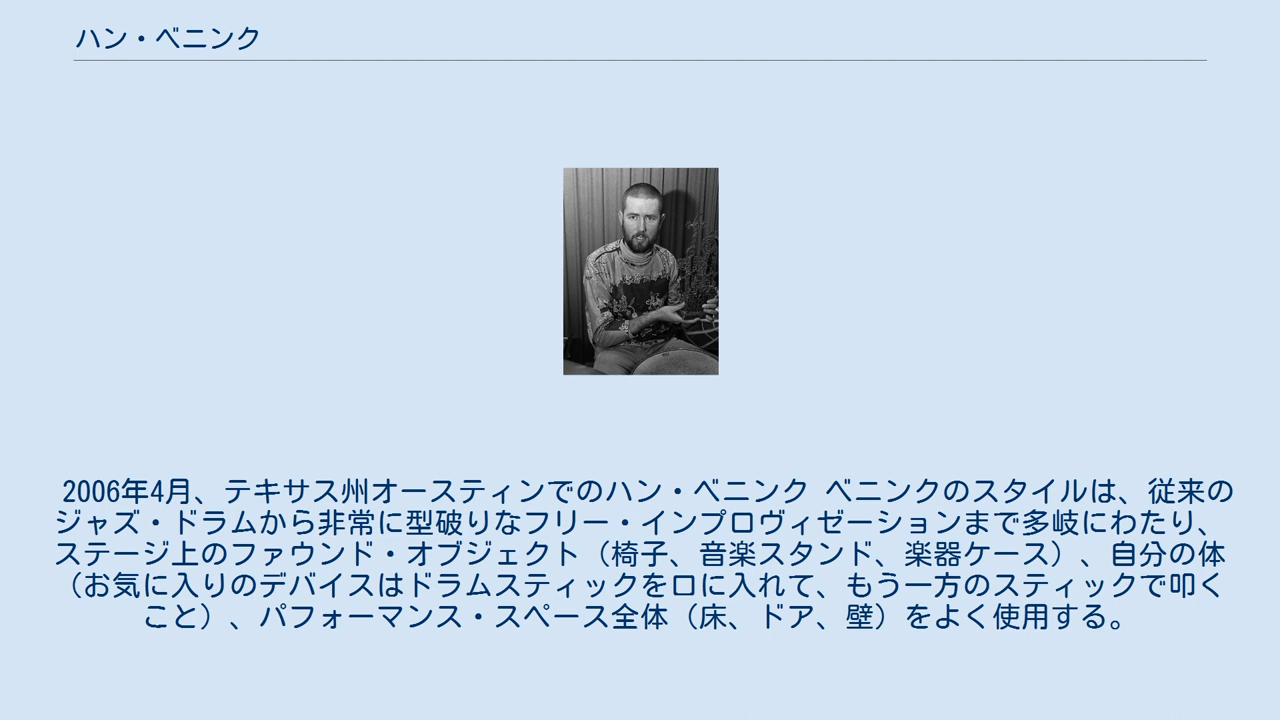 ハン・ベニンク
2006年4月、テキサス州オースティンでのハン・ベニンク ベニンクのスタイルは、従来の
ジャズ・ドラムから非常に型破りなフリー・インプロヴィゼーションまで多岐にわたり、
ステージ上のファウンド・オブジェクト（椅子、音楽スタンド、楽器ケース）、自分の体
（お気に入りのデバイスはドラムスティックを口に入れて、もう一方のスティックで叩く
こと）、パフォーマンス・スペース全体（床、ドア、壁）をよく使用する。